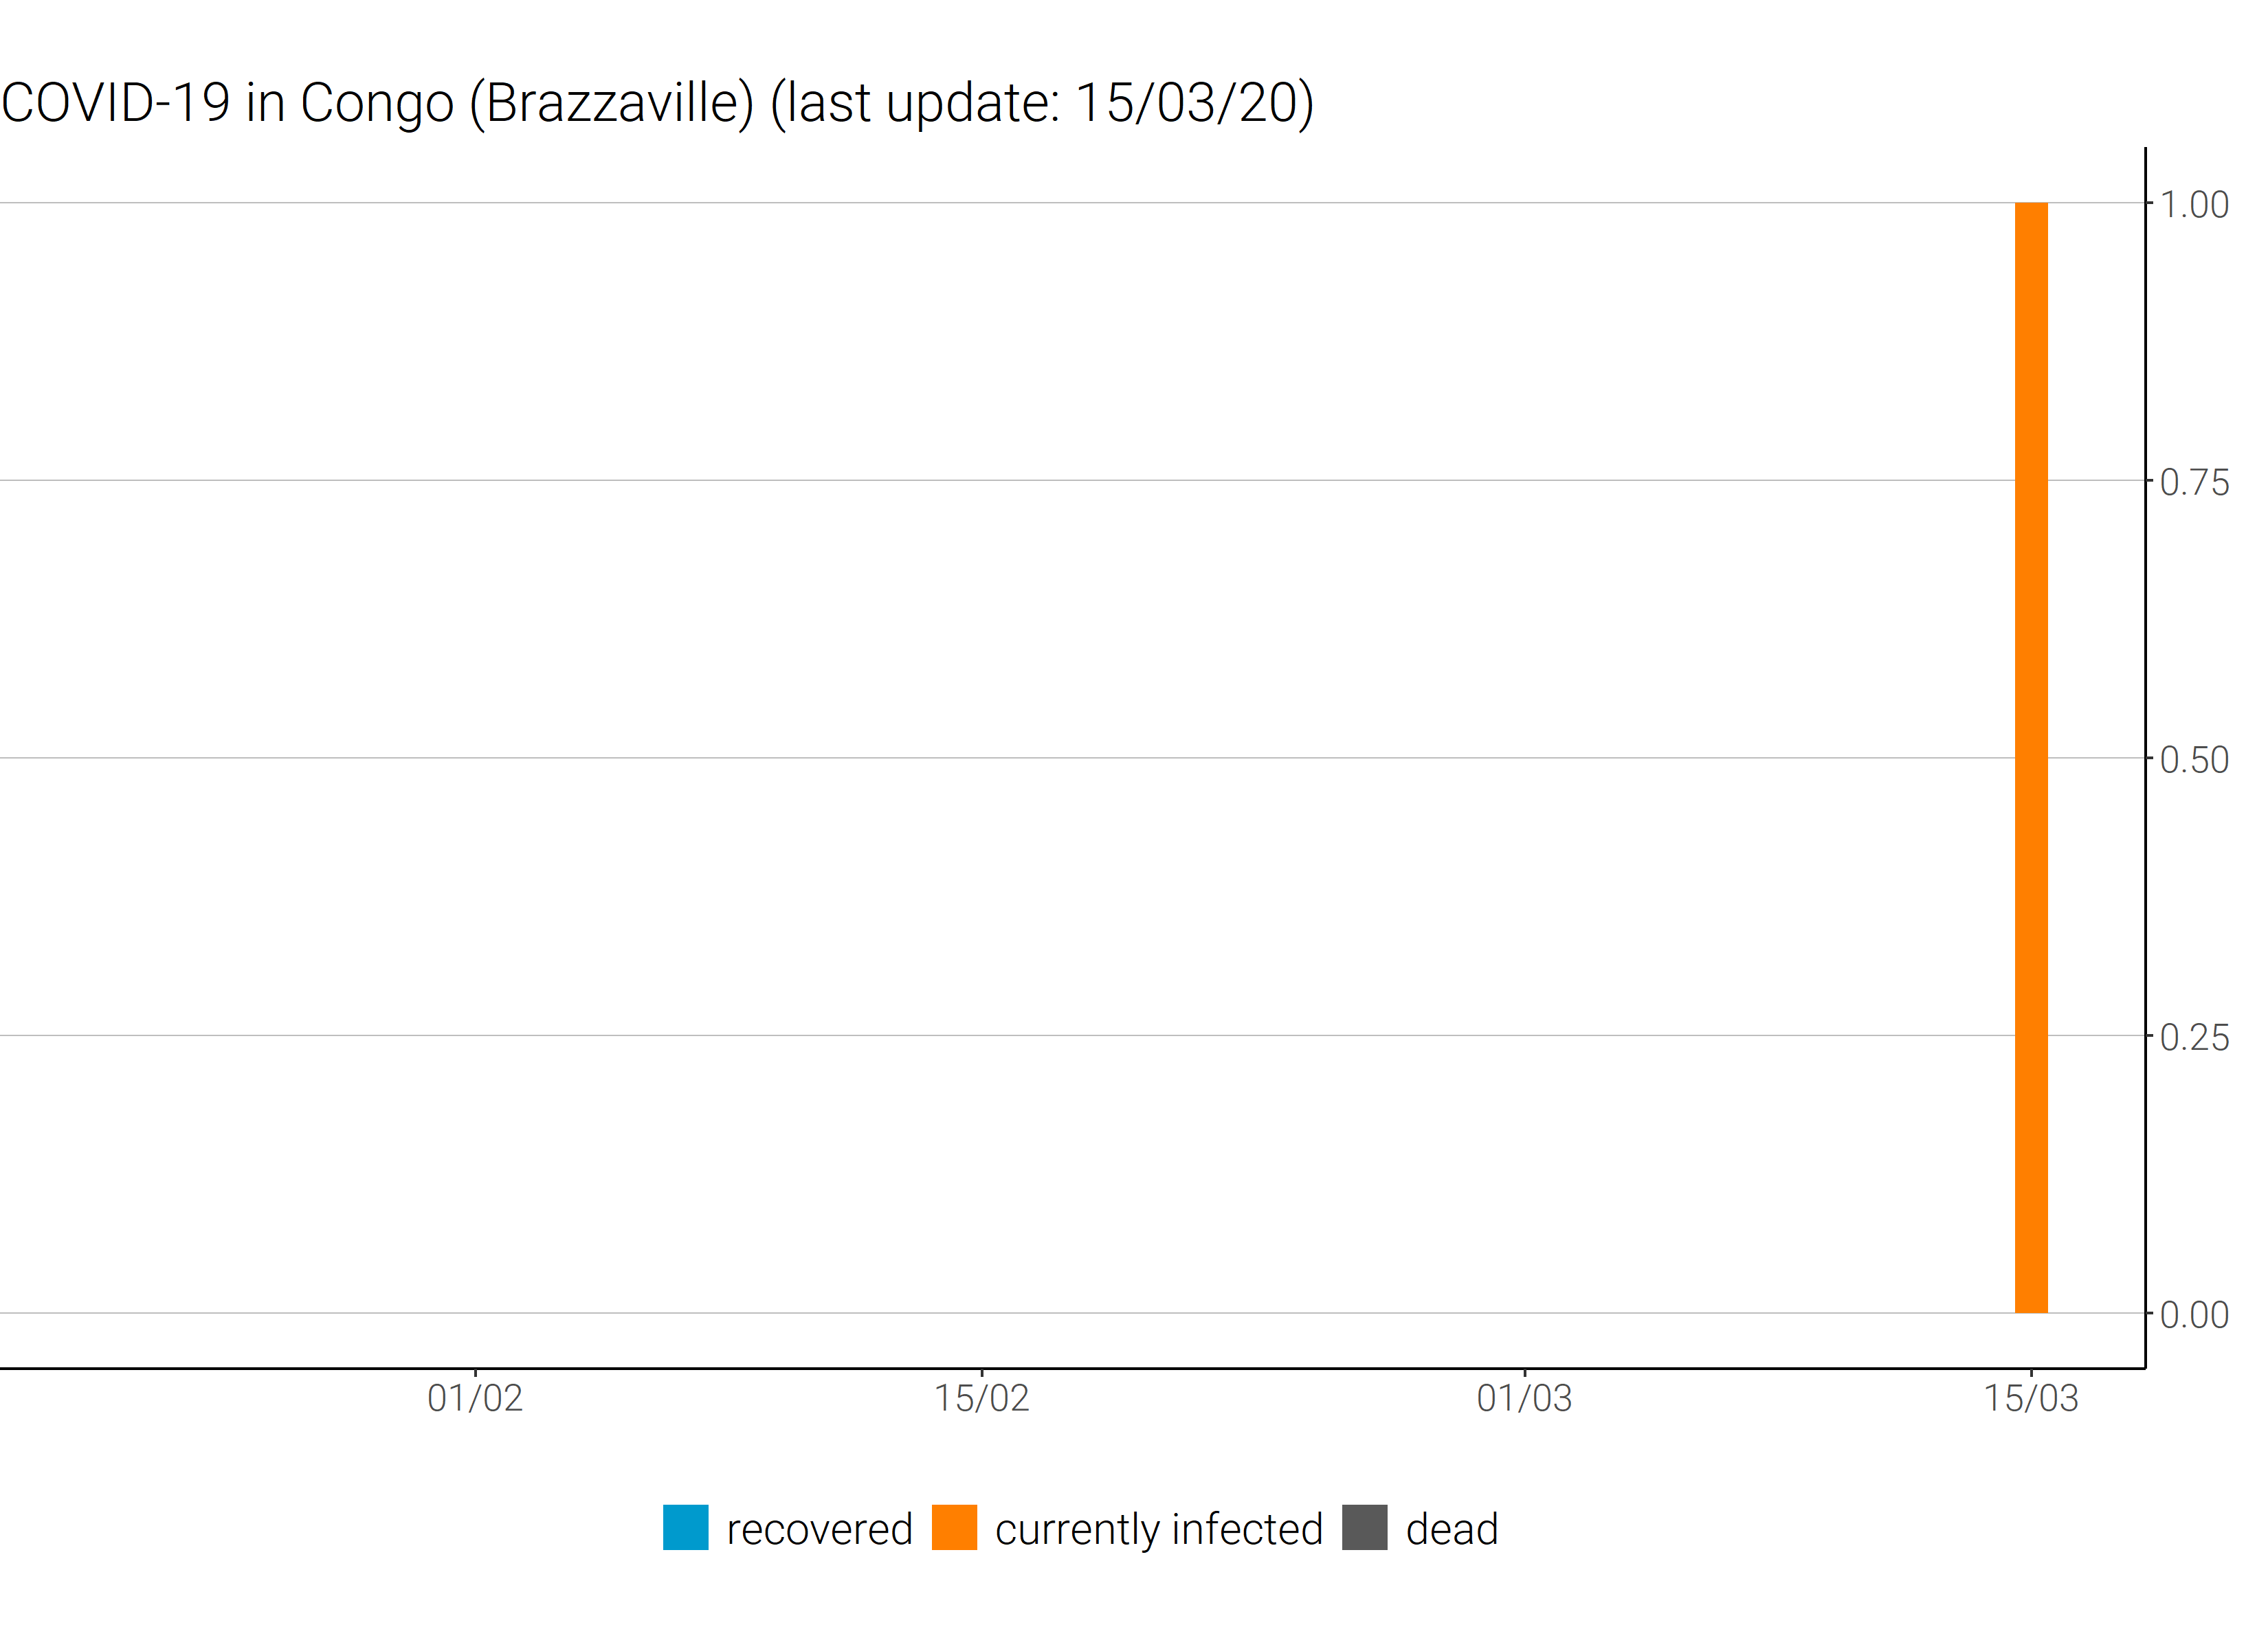 COVID-19 in Congo (Brazzaville) (last update: 15/03/20)
1.00
0.75
0.50
0.25
0.00
01/02 15/02 01/03 15/03
recovered currently infected dead